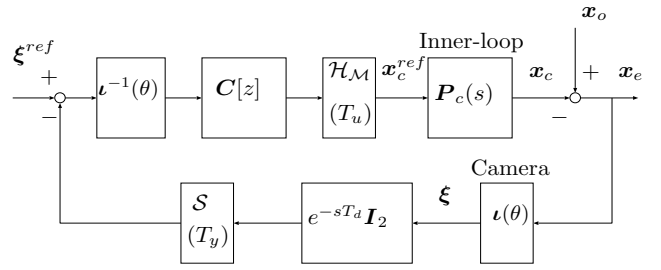 Inner-loop
x_o
ξ^{ref}
+
−
ι^{-1}(θ)
C[z]
H_M
(T_u)
x_c^{ref}
P_c(s)
x_c
+
−
x_e
Camera
S
(T_y)
e^{-sT_d} I_2
ξ
ι(θ)